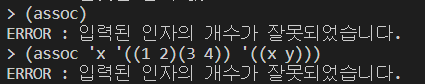 > (assoc)
ERROR : 입력된 인자의 개수가 잘못되었습니다.
> (assoc 'x '((1 2)(3 4)) '((x y)))
ERROR : 입력된 인자의 개수가 잘못되었습니다.